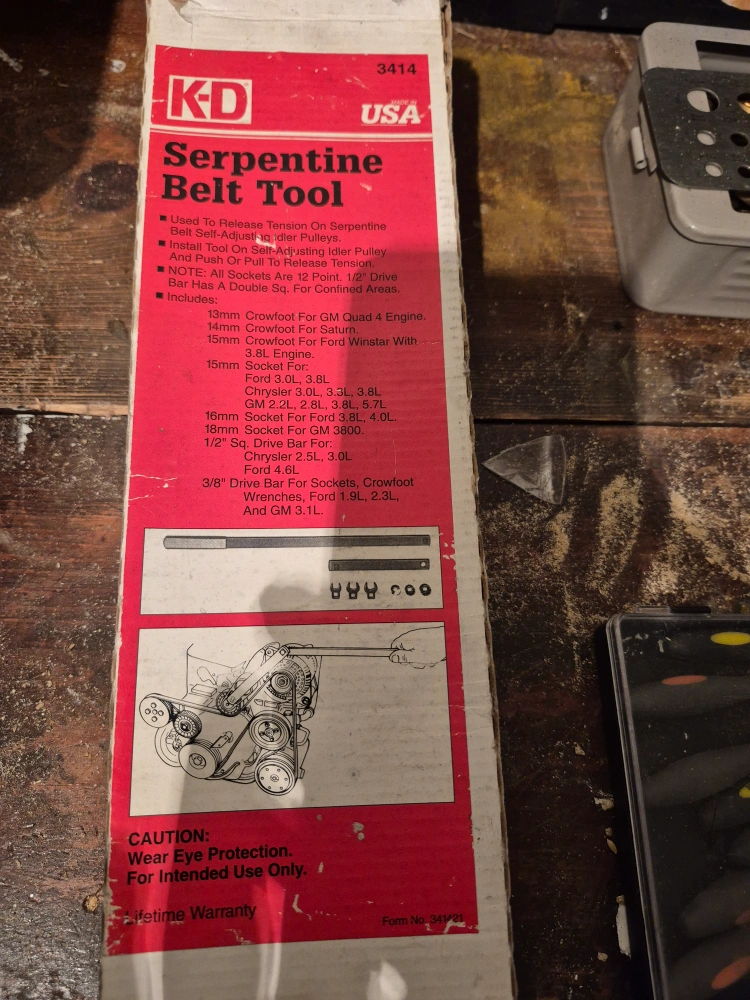 3414
K-D
MADE IN
USA
Serpentine
Belt Tool
■ Used To Release Tension On Serpentine
Belt Self-Adjusting Idler Pulleys.
■ Install Tool On Self-Adjusting Idler Pulley
And Push Or Pull To Release Tension.
■ NOTE: All Sockets Are 12 Point. 1/2" Drive
Bar Has A Double Sq. For Confined Areas.
■ Includes:
13mm Crowfoot For GM Quad 4 Engine.
14mm Crowfoot For Saturn.
15mm Crowfoot For Ford Winstar With
3.8L Engine.
15mm Socket For:
Ford 3.0L, 3.8L
Chrysler 3.0L, 3.3L, 3.8L
GM 2.2L, 2.8L, 3.8L, 5.7L
16mm Socket For Ford 3.8L, 4.0L.
18mm Socket For GM 3800.
1/2" Sq. Drive Bar For:
Chrysler 2.5L, 3.0L
Ford 4.6L
3/8" Drive Bar For Sockets, Crowfoot
Wrenches, Ford 1.9L, 2.3L,
And GM 3.1L.
CAUTION:
Wear Eye Protection.
For Intended Use Only.
Lifetime Warranty
Form No.